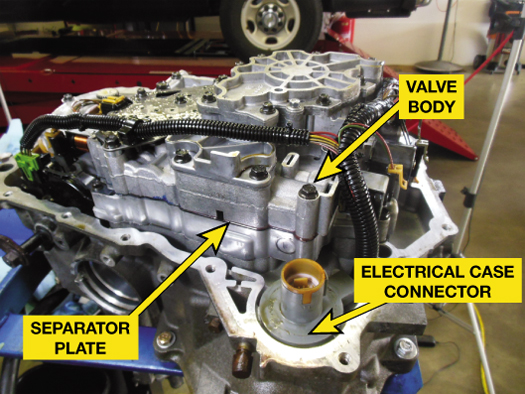 VALVE
BODY
ELECTRICAL CASE
CONNECTOR
SEPARATOR
PLATE